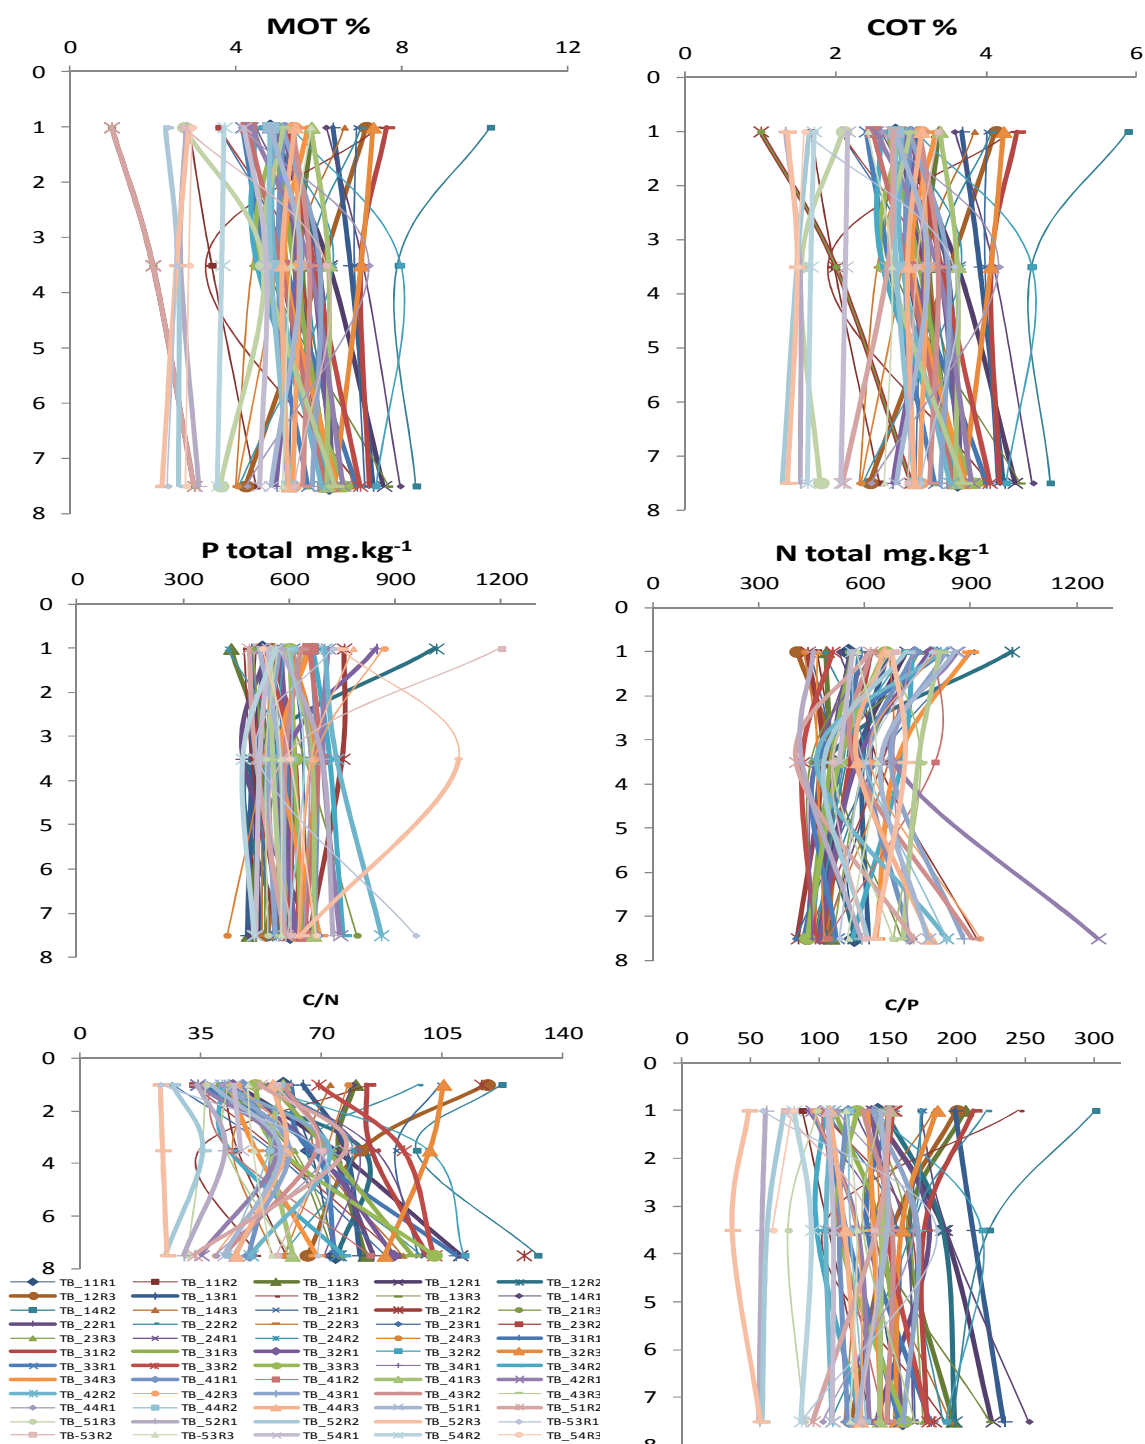 MOT % COT %
0 4 8 12 0 2 4 6
0 0
1 1
2 2
3 3
4 4
5 5
6 6
7 7
8 8
P total mg.kg-1 N total mg.kg-1
0 300 600 900 1200 0 300 600 900 1200
0 0
1 1
2 2
3 3
4 4
5 5
6 6
7 7
8 8
C/N C/P
0 35 70 105 140 0 50 100 150 200 250 300
0 0
2 1
4 2
6 3
8 4
5
6
7
8
TB_11R1 TB_11R2 TB_11R3 TB_12R1 TB_12R2
TB_12R3 TB_13R1 TB_13R2 TB_13R3 TB_14R1
TB_14R2 TB_14R3 TB_21R1 TB_21R2 TB_21R3
TB_22R1 TB_22R2 TB_22R3 TB_23R1 TB_23R2
TB_23R3 TB_24R1 TB_24R2 TB_24R3 TB_31R1
TB_31R2 TB_31R3 TB_32R1 TB_32R2 TB_32R3
TB_33R1 TB_33R2 TB_33R3 TB_34R1 TB_34R2
TB_34R3 TB_41R1 TB_41R2 TB_41R3 TB_42R1
TB_42R2 TB_42R3 TB_43R1 TB_43R2 TB_43R3
TB_44R1 TB_44R2 TB_44R3 TB_51R1 TB_51R2
TB_51R3 TB_52R1 TB_52R2 TB_52R3 TB-53R1
TB-53R2 TB-53R3 TB_54R1 TB_54R2 TB_54R3